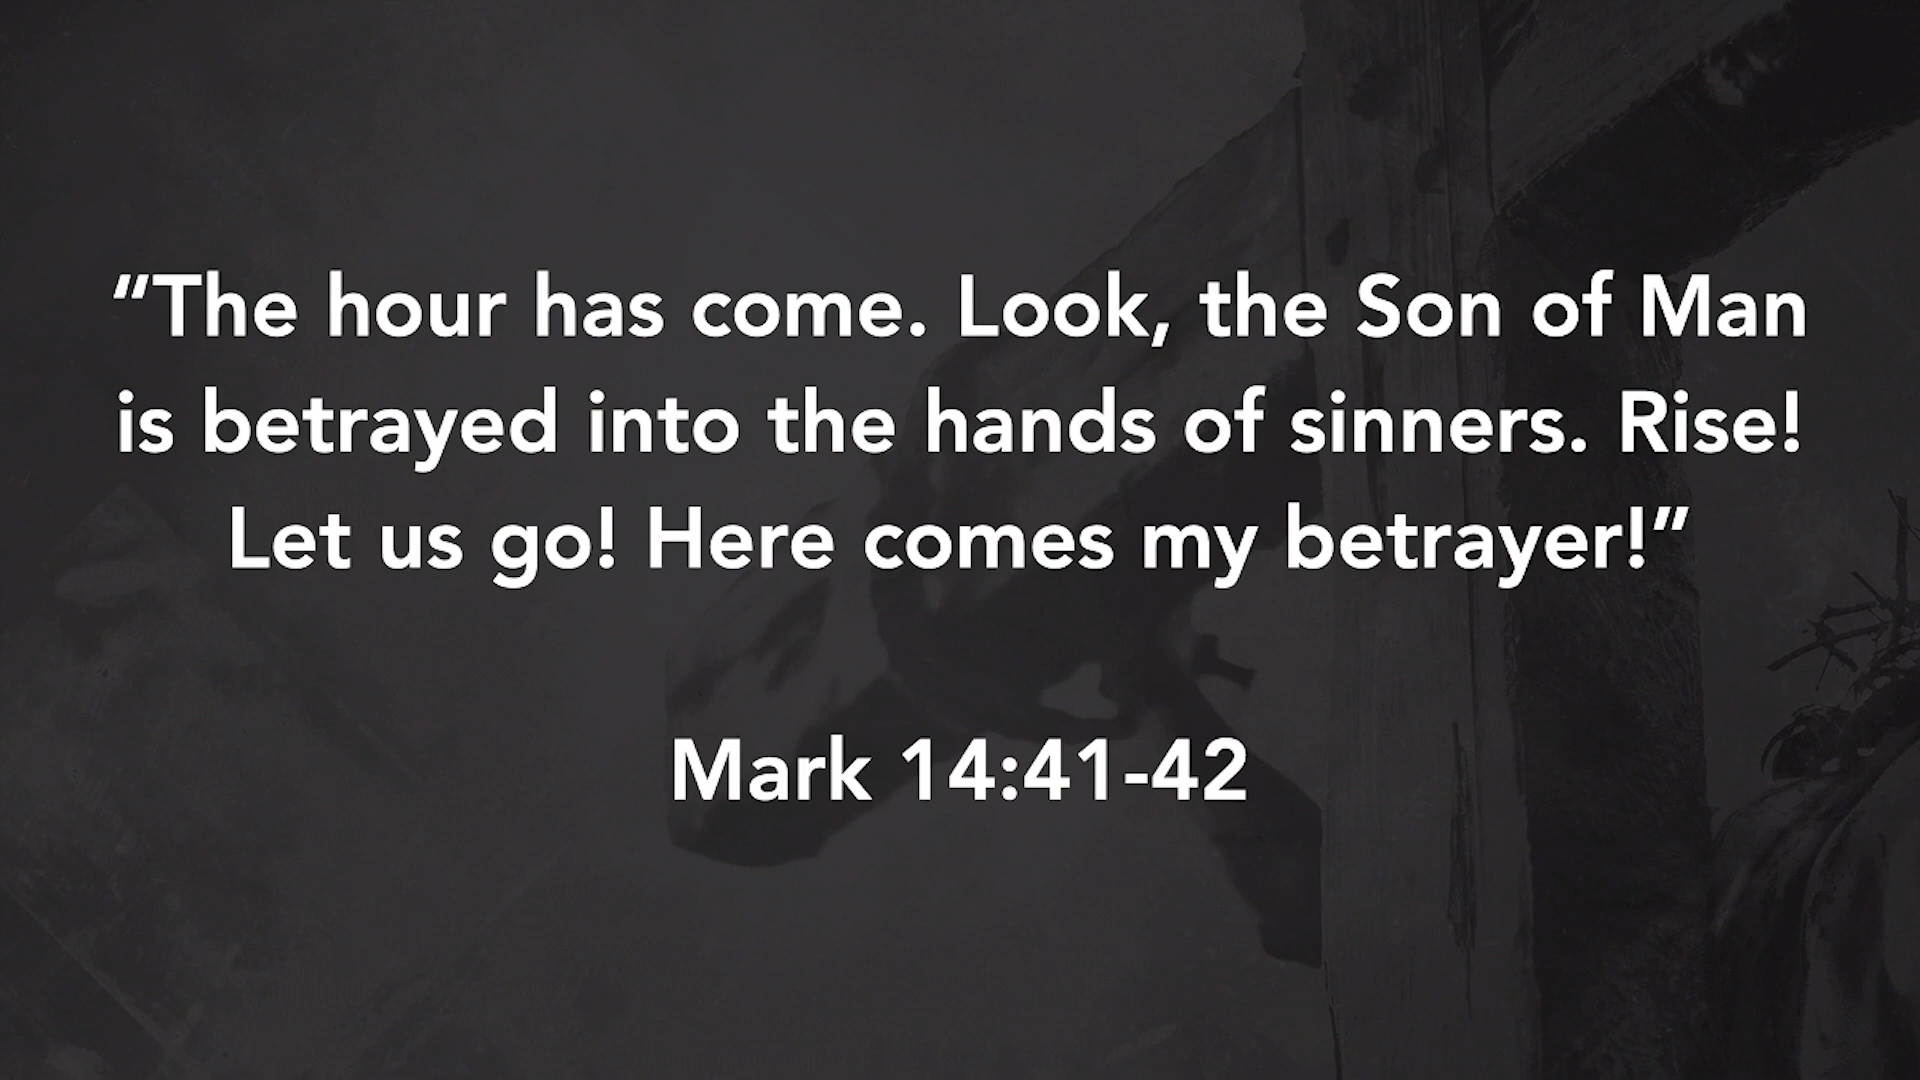 “The hour has come. Look, the Son of Man
is betrayed into the hands of sinners. Rise!
Let us go! Here comes my betrayer!”
Mark 14:41-42